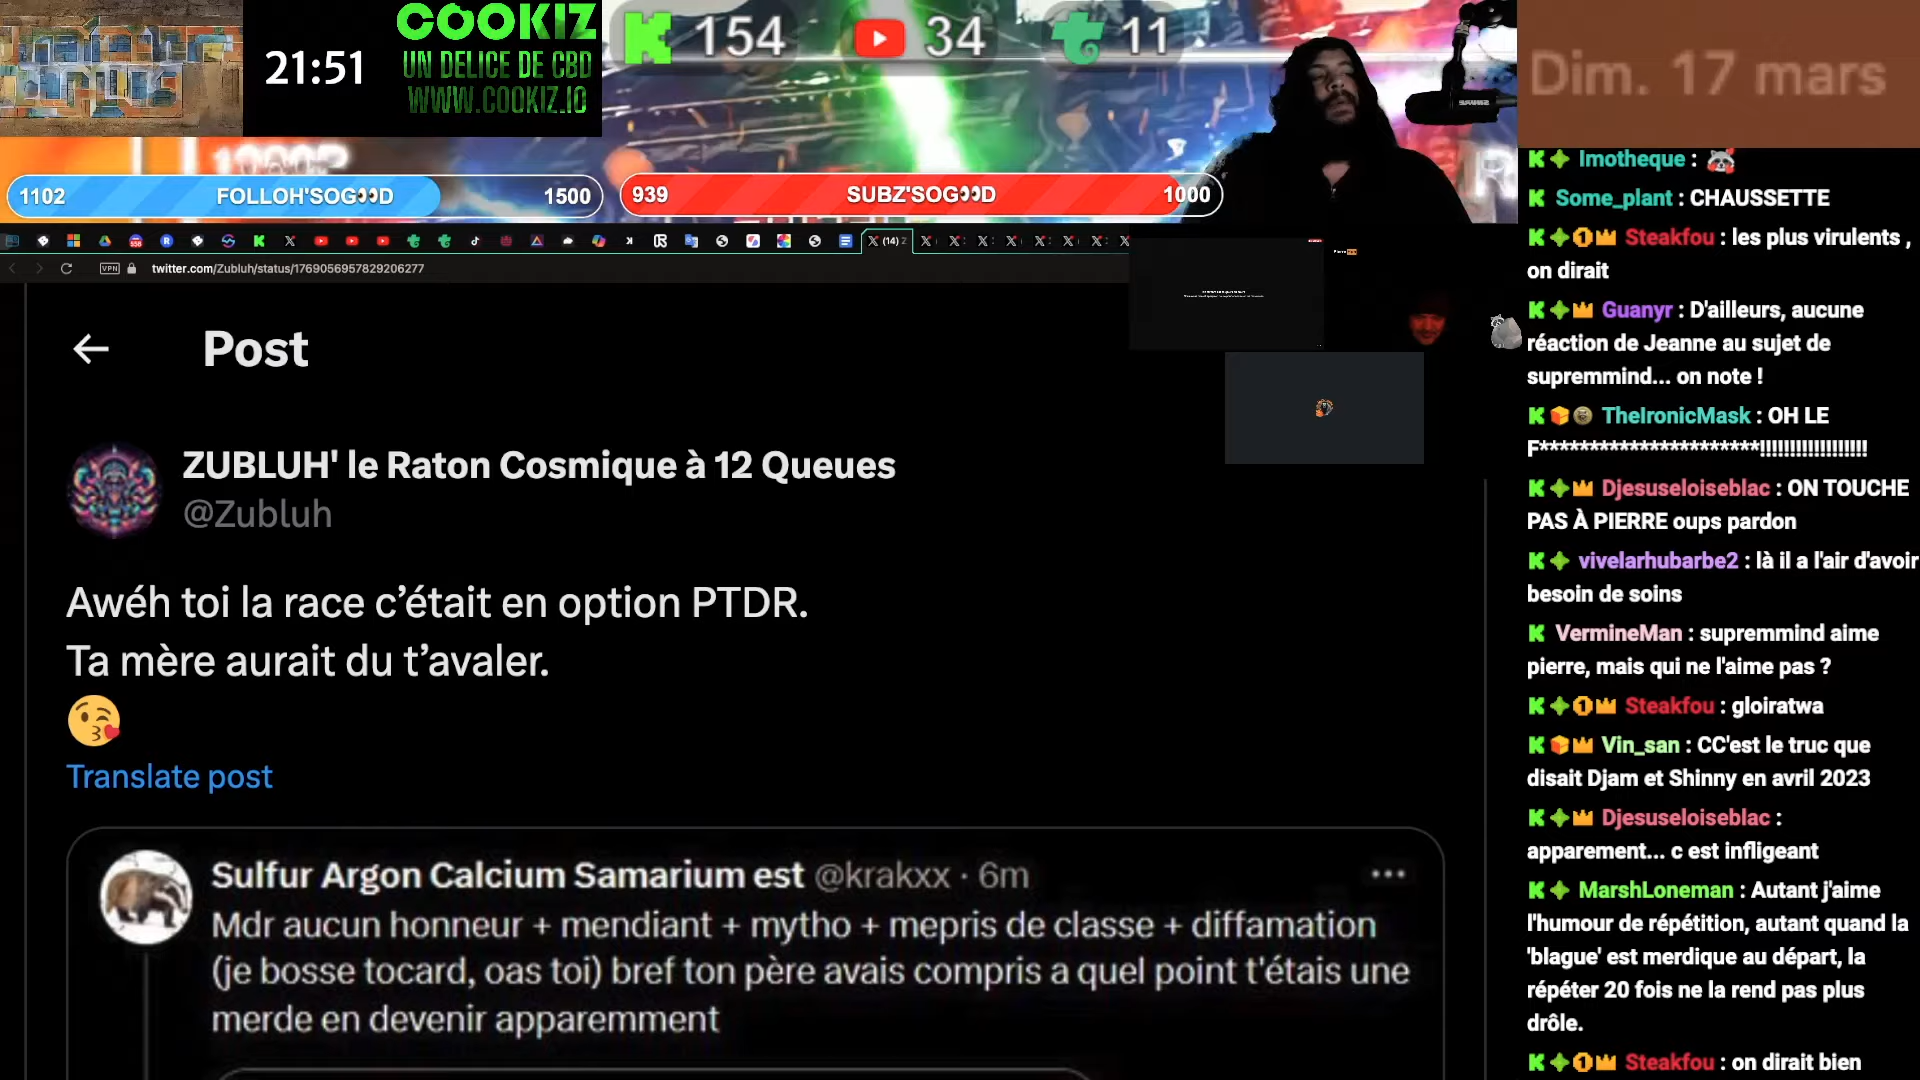 21:51
COOKIZ
UN DELICE DE CBD
WWW.COOKIZ.IO
154
34
11
Dim. 17 mars
1102 FOLLOH'SOG👀D 1500
939 SUBZ'SOG👀D 1000
(14) 2
VPN twitter.com/Zubluh/status/1769056957829206277
Post
ZUBLUH' le Raton Cosmique à 12 Queues
@Zubluh
Awéh toi la race c’était en option PTDR.
Ta mère aurait du t’avaler.
😘
Translate post
Sulfur Argon Calcium Samarium est @krakxx · 6m
Mdr aucun honneur + mendiant + mytho + mepris de classe + diffamation
(je bosse tocard, oas toi) bref ton père avais compris a quel point t'étais une
merde en devenir apparemment
Imotheque : 🦝
Some_plant : CHAUSSETTE
Steakfou : les plus virulents ,
on dirait
Guanyr : D'ailleurs, aucune
réaction de Jeanne au sujet de
supremmind... on note !
TheIronicMask : OH LE
F***********************!!!!!!!!!!!!!!!!!!
Djesuseloiseblac : ON TOUCHE
PAS À PIERRE oups pardon
vivelarhubarbe2 : là il a l'air d'avoir
besoin de soins
VermineMan : supremmind aime
pierre, mais qui ne l'aime pas ?
Steakfou : gloiratwa
Vin_san : CC'est le truc que
disait Djam et Shinny en avril 2023
Djesuseloiseblac :
apparement... c est infligeant
MarshLoneman : Autant j'aime
l'humour de répétition, autant quand la
'blague' est merdique au départ, la
répéter 20 fois ne la rend pas plus
drôle.
Steakfou : on dirait bien